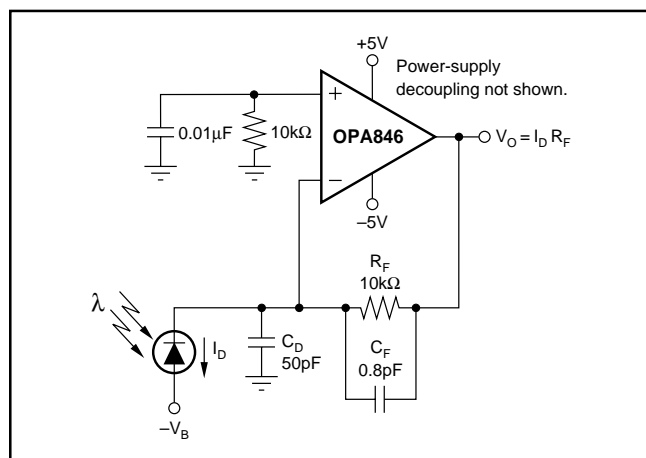 +5V
Power-supply
decoupling not shown.
+
0.01µF
10kΩ
OPA846
V_O = I_D R_F
−
−5V
R_F
10kΩ
λ
I_D
C_D
50pF
C_F
0.8pF
−V_B